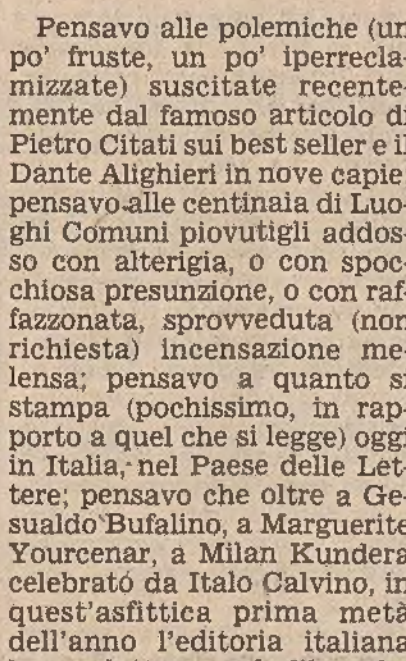 Pensavo alle polemiche (un
po' fruste, un po' iperrecla-
mizzate) suscitate recente-
mente dal famoso articolo di
Pietro Citati sui best seller e il
Dante Alighieri in nove capie
pensavo alle centinaia di Luo-
ghi Comuni piovutigli addos-
so con alterigia, o con spoc-
chiosa presunzione, o con raf-
fazzonata, sprovveduta (non
richiesta) incensazione me-
lensa; pensavo a quanto si
stampa (pochissimo, in rap-
porto a quel che si legge) oggi
in Italia, nel Paese delle Let-
tere; pensavo che oltre a Ge-
sualdo Bufalino, a Marguerite
Yourcenar, a Milan Kundera
celebrato da Italo Calvino, in
quest'asfittica prima metà
dell'anno l'editoria italiana